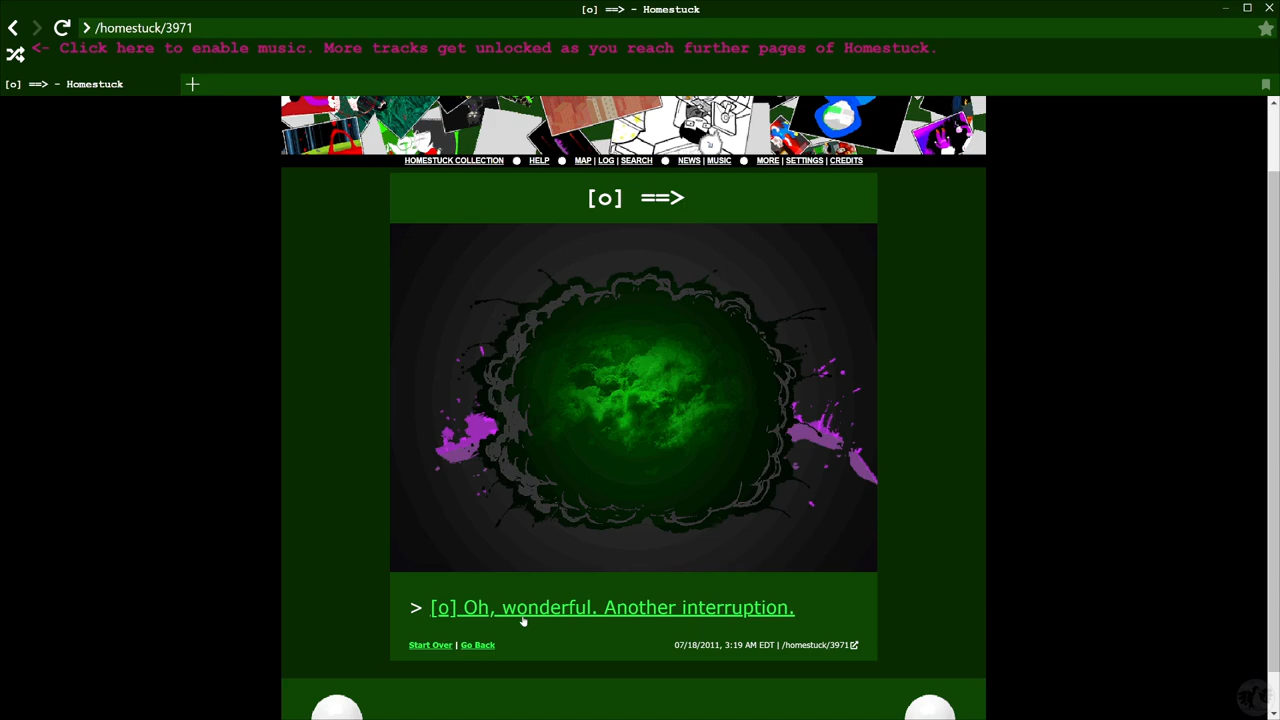 [o] ==> - Homestuck
/homestuck/3971
<- Click here to enable music. More tracks get unlocked as you reach further pages of Homestuck.
[o] ==> - Homestuck
HOMESTUCK COLLECTION HELP MAP | LOG | SEARCH NEWS | MUSIC MORE | SETTINGS | CREDITS
[o] ==>
> [o] Oh, wonderful. Another interruption.
Start Over | Go Back 07/18/2011, 3:19 AM EDT | /homestuck/3971